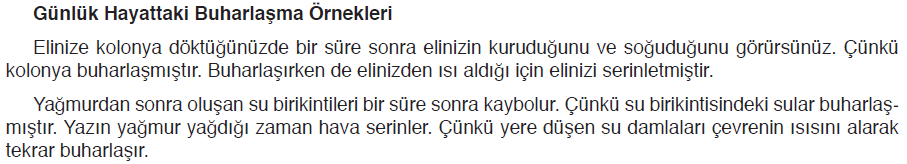 Günlük Hayattaki Buharlaşma Örnekleri
Elinize kolonya döktüğünüzde bir süre sonra elinizin kuruduğunu ve soğuduğunu görürsünüz. Çünkü
kolonya buharlaşmıştır. Buharlaşırken de elinizden ısı aldığı için elinizi serinletmiştir.
Yağmurdan sonra oluşan su birikintileri bir süre sonra kaybolur. Çünkü su birikintisindeki sular buharlaş-
mıştır. Yazın yağmur yağdığı zaman hava serinler. Çünkü yere düşen su damlaları çevrenin ısısını alarak
tekrar buharlaşır.